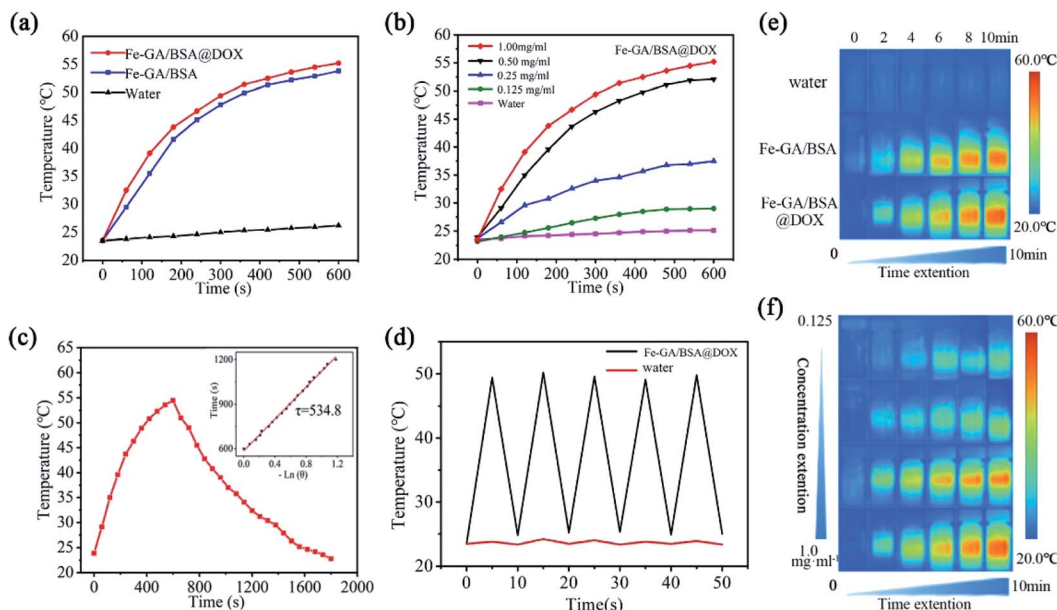 (a)
Temperature (℃)
60
55
50
45
40
35
30
25
20
Fe-GA/BSA@DOX
Fe-GA/BSA
Water
0 100 200 300 400 500 600
Time (s)
(b)
Temperature (℃)
60
55
50
45
40
35
30
25
20
1.00mg/ml
0.50 mg/ml
0.25 mg/ml
0.125 mg/ml
Water
Fe-GA/BSA@DOX
0 100 200 300 400 500 600
Time (s)
(e)
0 2 4 6 8 10min
water
Fe-GA/BSA
Fe-GA/BSA
@DOX
60.0℃
20.0℃
0
10min
Time extention
(c)
Temperature (℃)
65
60
55
50
45
40
35
30
25
20
Time (s)
1200
900
600
τ=534.8
0.0 0.4 0.8 1.2
- Ln (θ)
0 400 800 1200 1600 2000
Time (s)
(d)
Temperature (℃)
50
40
30
20
Fe-GA/BSA@DOX
water
0 10 20 30 40 50
Time(s)
(f)
0.125
Concentration extention
1.0
mg·ml⁻¹
60.0℃
20.0℃
0
10min
Time extention